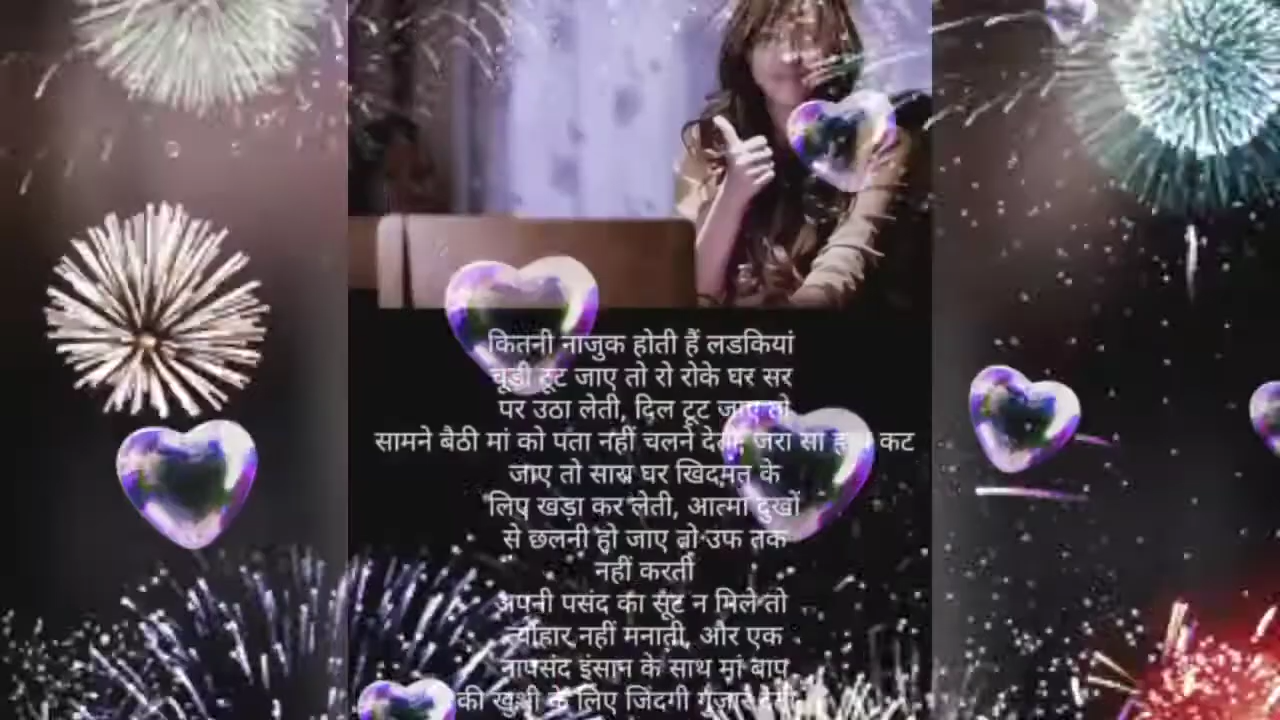 कितनी नाजुक होती हैं लडकियां
चूडी टूट जाए तो रो रोके घर सर
पर उठा लेती, दिल टूट जाए तो
सामने बैठी मां को पता नहीं चलने देती, जरा सा हाथ कट
जाए तो सारा घर खिदमत के
लिए खड़ा कर लेती, आत्मा दुखों
से छलनी हो जाए तो उफ तक
नहीं करती
अपनी पसंद का सूट न मिले तो
त्योहार नहीं मनाती, और एक
नापसंद इंसान के साथ मां बाप
की खुशी के लिए जिंदगी गुजार देती